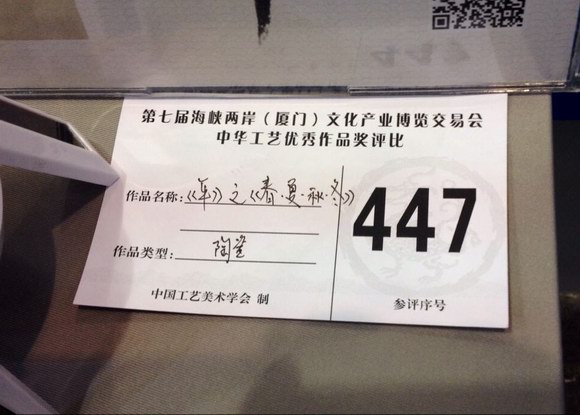 第七届海峡两岸（厦门）文化产业博览交易会
中华工艺优秀作品奖评比
作品名称：《年》之《春·夏·秋·冬》
作品类型：陶瓷
447
中国工艺美术学会 制
参评序号